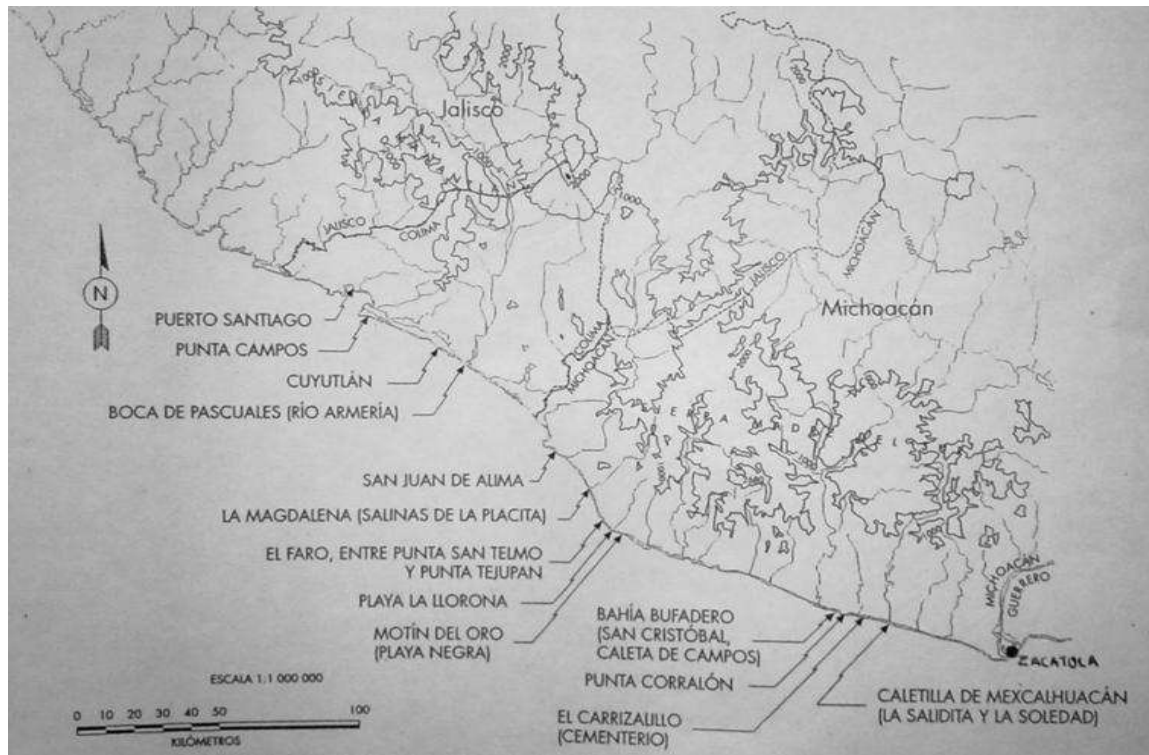 Jalisco
JALISCO
COLIMA
JALISCO
MICHOACÁN
Michoacán
COLIMA
MICHOACÁN
N
PUERTO SANTIAGO
PUNTA CAMPOS
CUYUTLÁN
BOCA DE PASCUALES (RÍO ARMERÍA)
SAN JUAN DE ALIMA
LA MAGDALENA (SALINAS DE LA PLACITA)
EL FARO, ENTRE PUNTA SAN TELMO
Y PUNTA TEJUPAN
PLAYA LA LLORONA
MOTÍN DEL ORO
(PLAYA NEGRA)
BAHÍA BUFADERO
(SAN CRISTÓBAL,
CALETA DE CAMPOS)
PUNTA CORRALÓN
EL CARRIZALILLO
(CEMENTERIO)
CALETILLA DE MEXCALHUACÁN
(LA SALIDITA Y LA SOLEDAD)
MICHOACÁN
GUERRERO
ZACATULA
ESCALA 1:1 000 000
0 10 20 30 40 50 100
KILÓMETROS